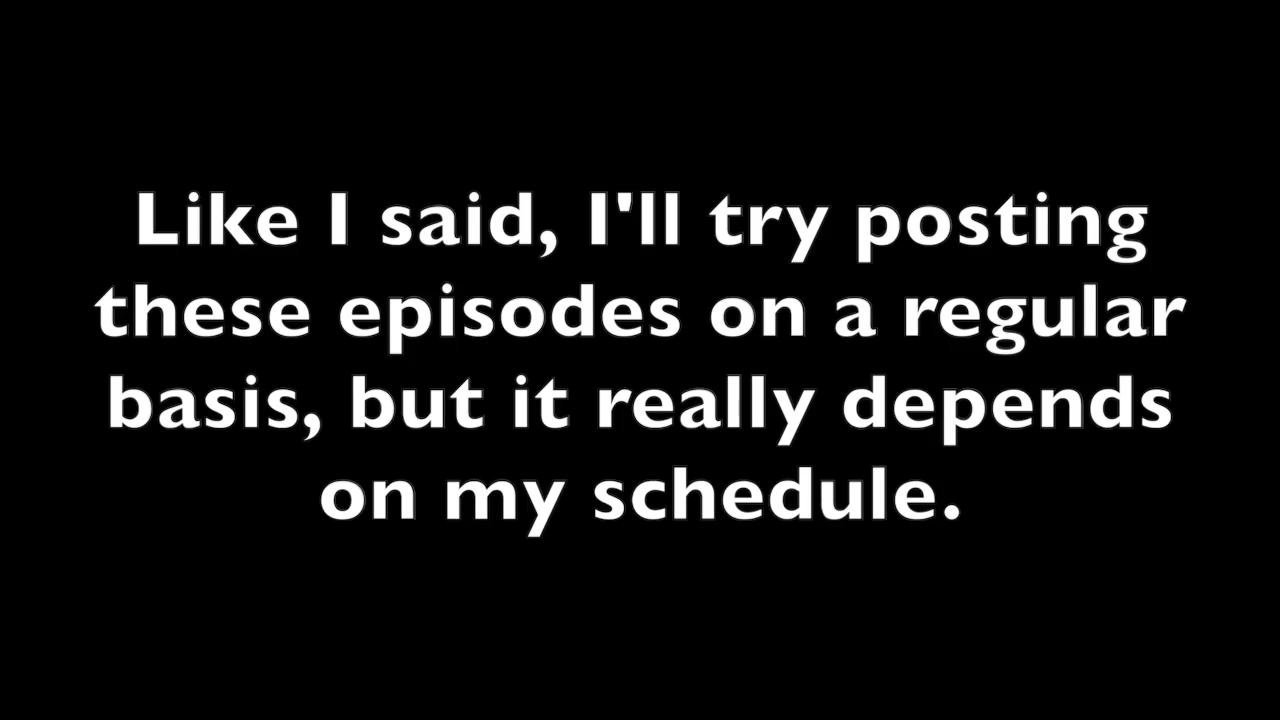 Like I said, I'll try posting
these episodes on a regular
basis, but it really depends
on my schedule.